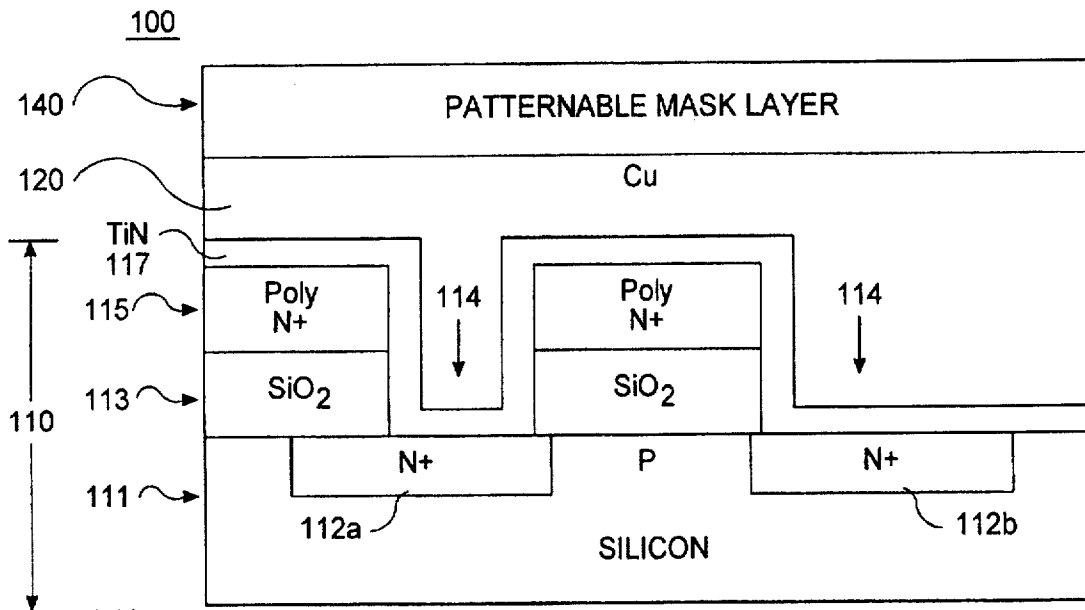 100
140
PATTERNABLE MASK LAYER
120
Cu
TiN
117
115
Poly
N+
114
Poly
N+
114
110
113
SiO2
SiO2
111
N+
P
N+
112a
112b
SILICON